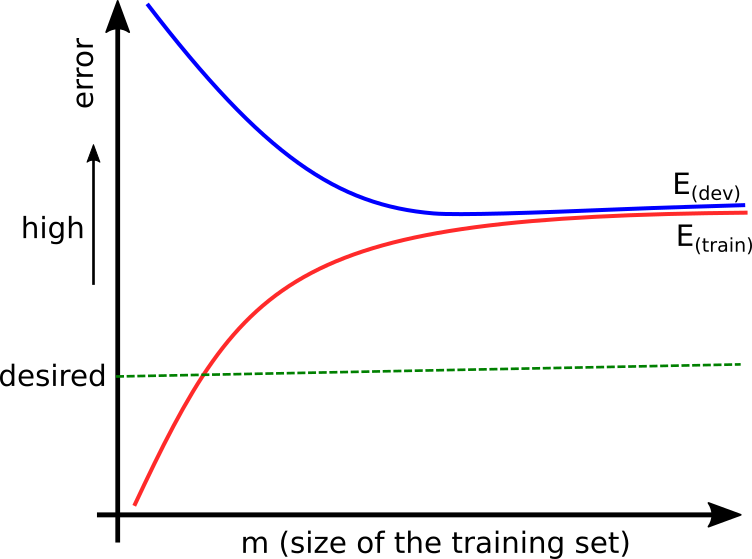 error
E(dev)
high
E(train)
desired
m (size of the training set)